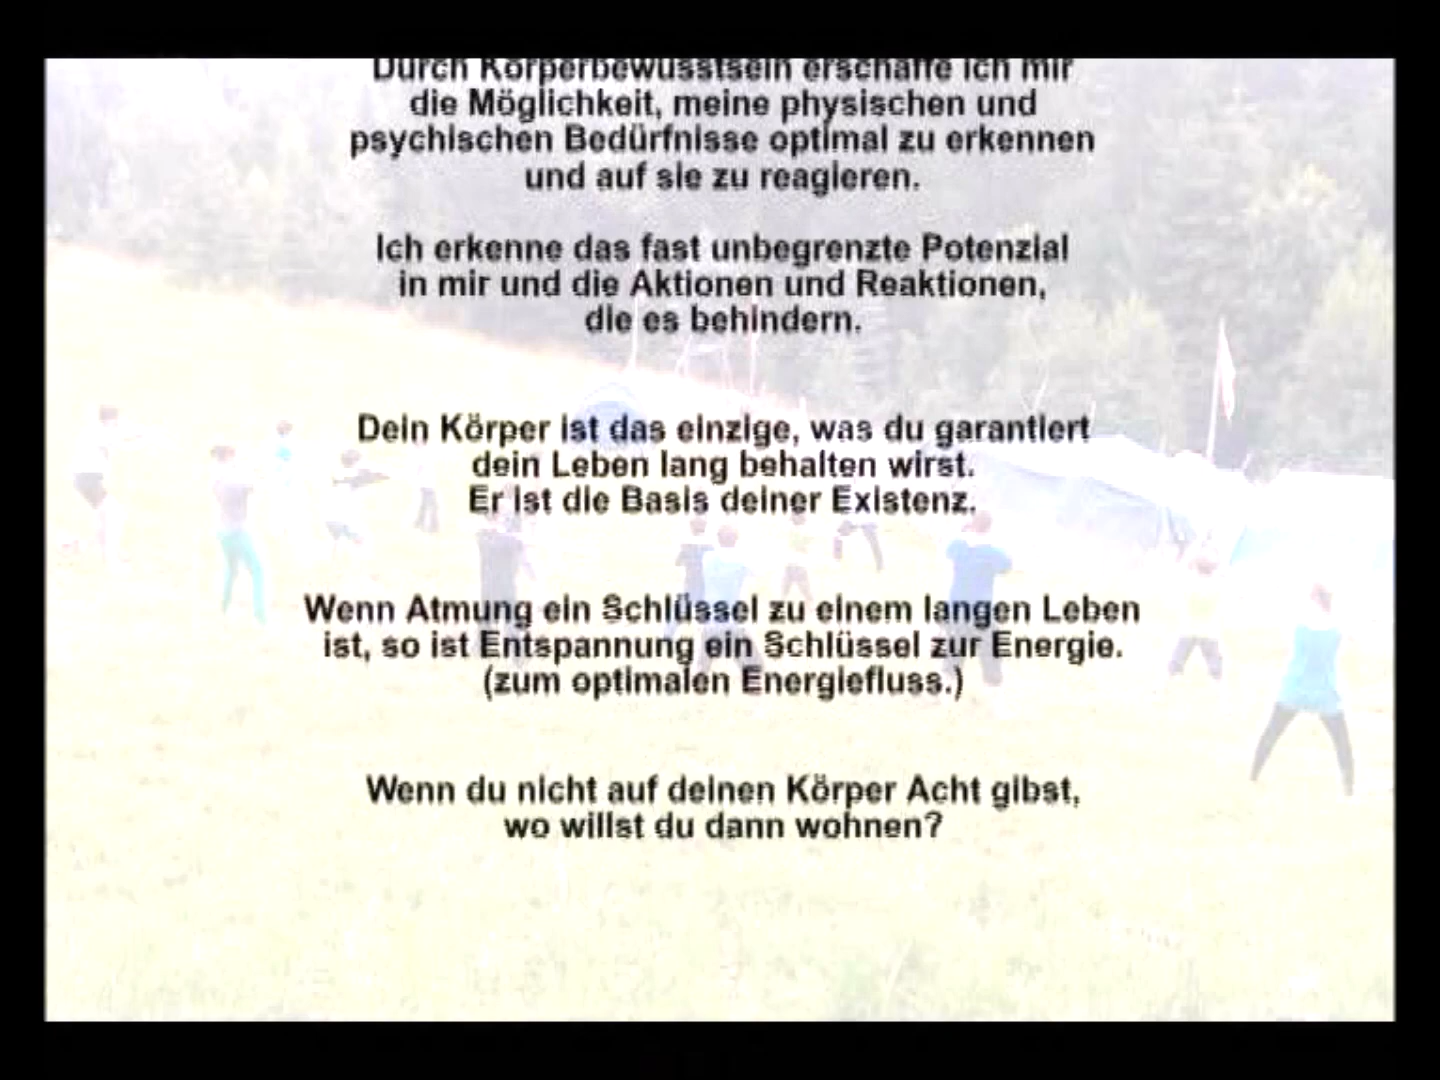 Durch Körperbewusstsein erschaffe ich mir
die Möglichkeit, meine physischen und
psychischen Bedürfnisse optimal zu erkennen
und auf sie zu reagieren.
Ich erkenne das fast unbegrenzte Potenzial
in mir und die Aktionen und Reaktionen,
die es behindern.
Dein Körper ist das einzige, was du garantiert
dein Leben lang behalten wirst.
Er ist die Basis deiner Existenz.
Wenn Atmung ein Schlüssel zu einem langen Leben
ist, so ist Entspannung ein Schlüssel zur Energie.
(zum optimalen Energiefluss.)
Wenn du nicht auf deinen Körper Acht gibst,
wo willst du dann wohnen?